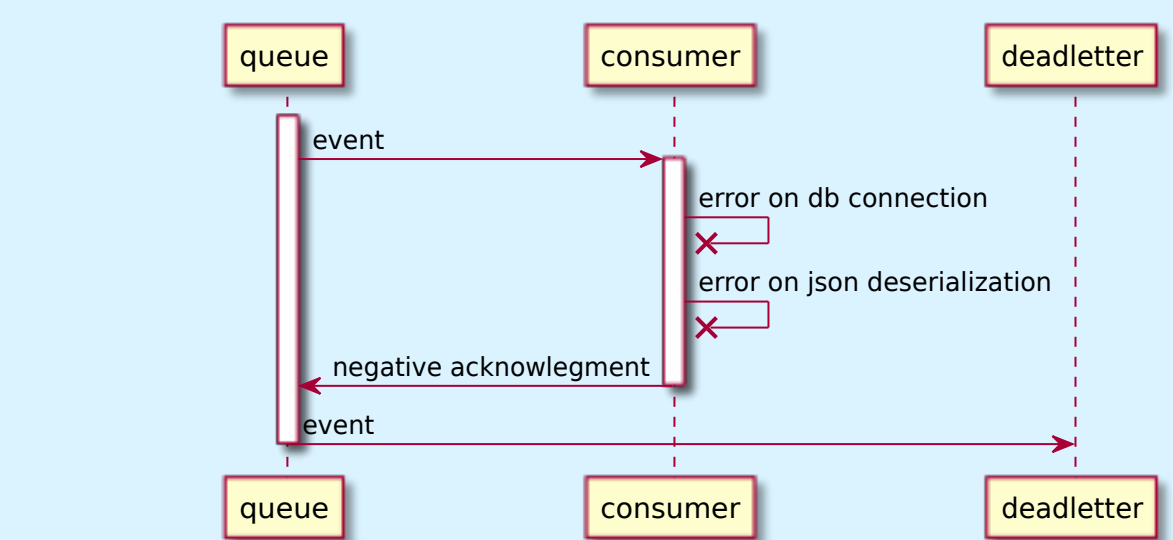 queue
consumer
deadletter
event
error on db connection
error on json deserialization
negative acknowlegment
event
queue
consumer
deadletter